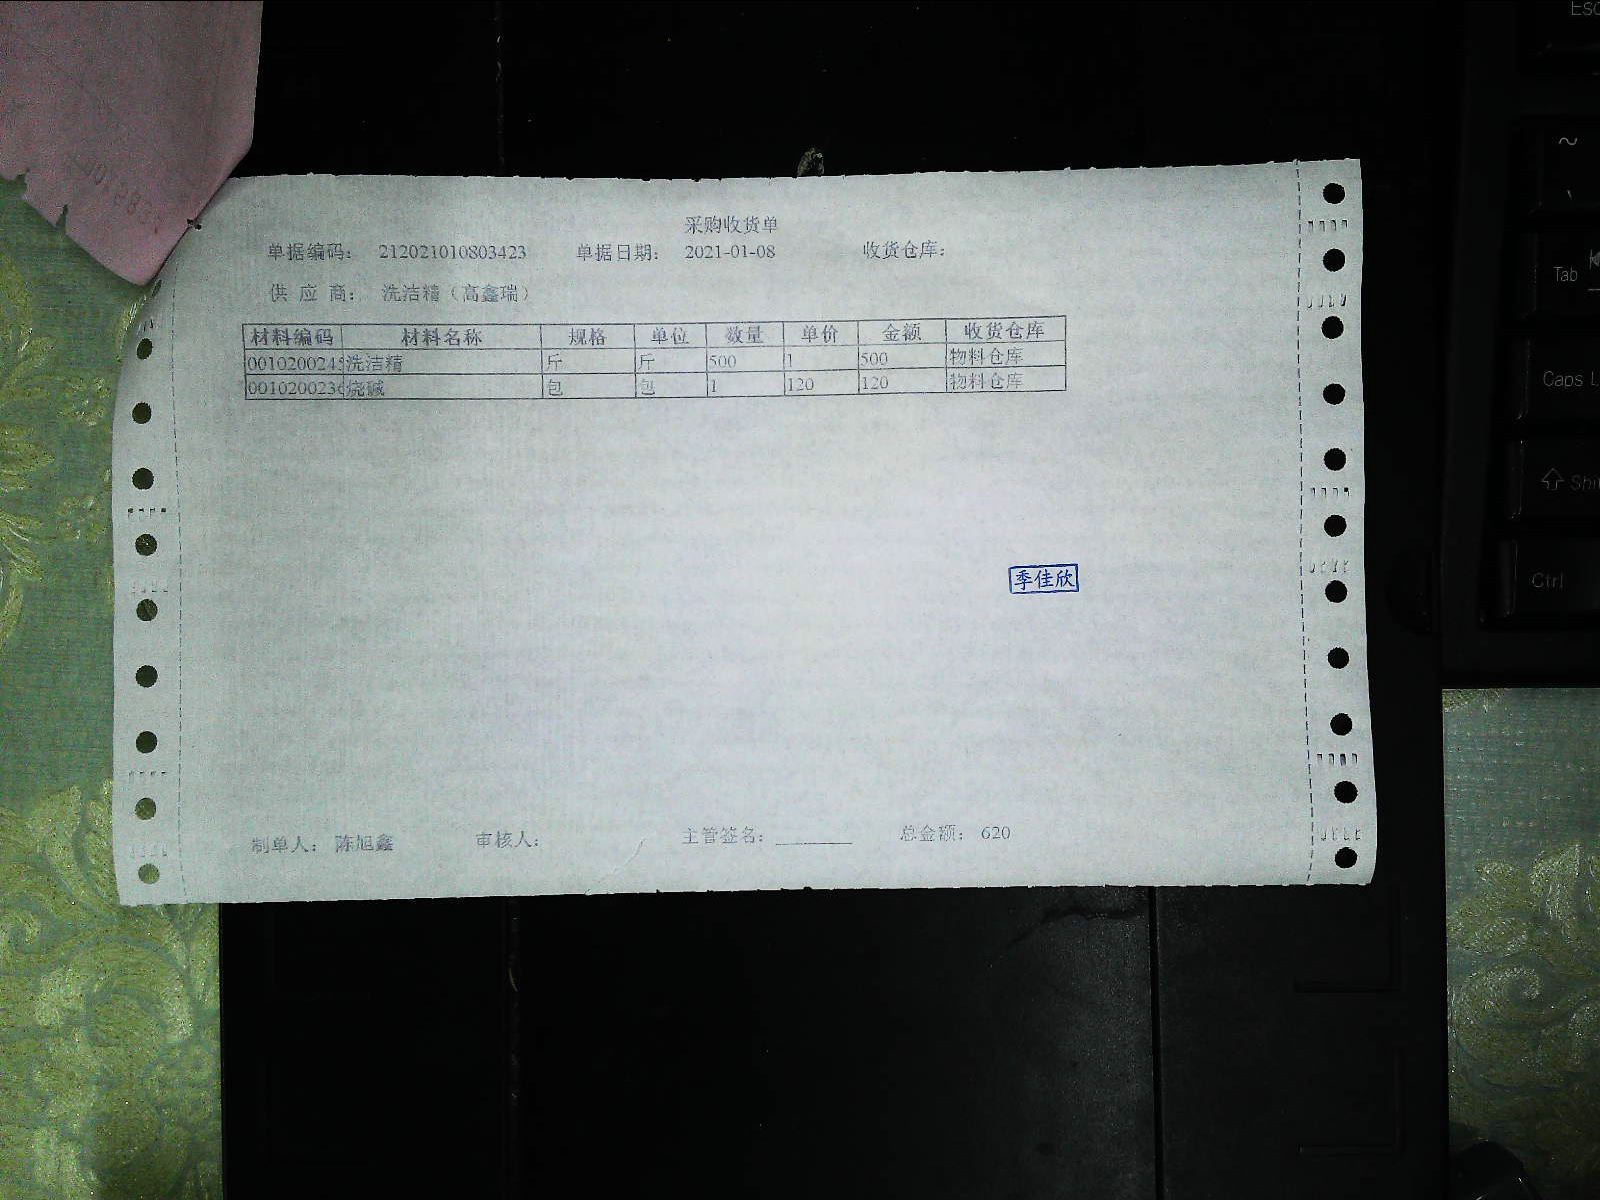 采购收货单
单据编码： 212021010803423 单据日期： 2021-01-08 收货仓库：
供 应 商： 洗洁精（高鑫瑞）
材料编码 材料名称 规格 单位 数量 单价 金额 收货仓库
0010200245 洗洁精 斤 斤 500 1 500 物料仓库
001020023 烧碱 包 包 1 120 120 物料仓库
季佳欣
制单人： 陈旭鑫 审核人： 主管签名： 总金额： 620
Esc
~
Tab
Caps L
Shi
Ctrl